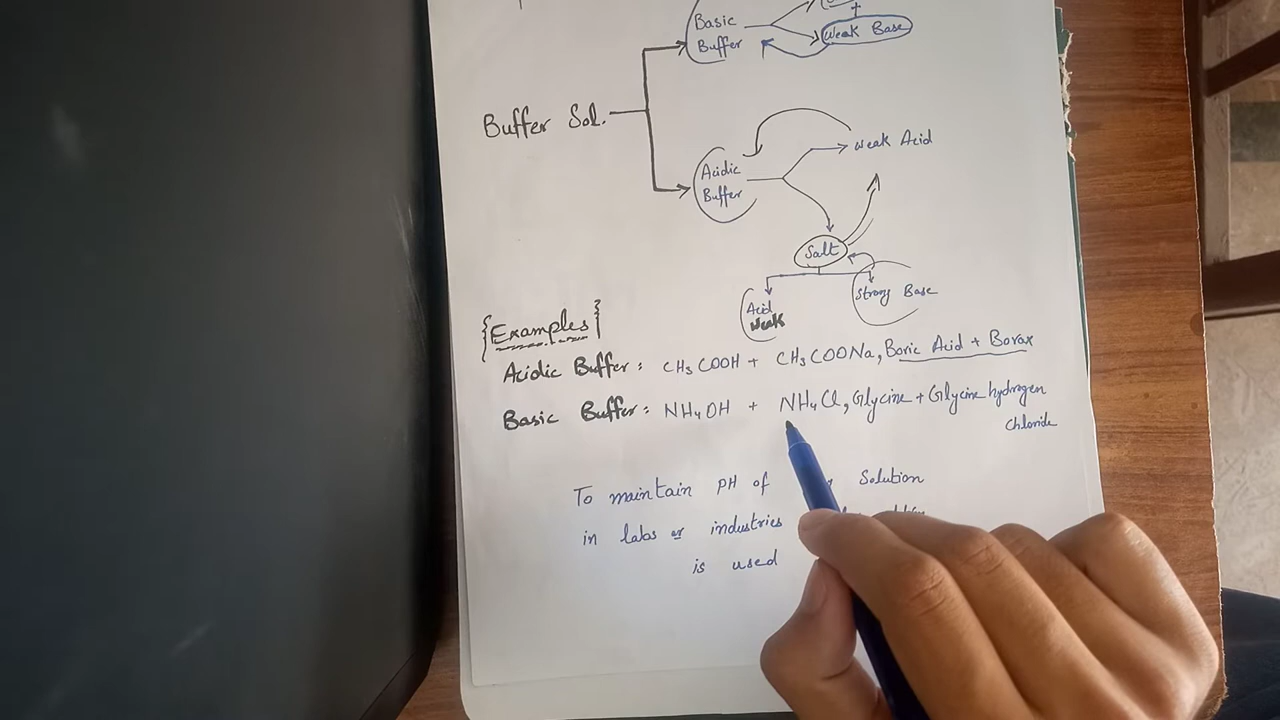 Basic
Buffer
Weak Base
Buffer Sol.
Weak Acid
Acidic
Buffer
Salt
Acid
Weak
Strong Base
{Examples}
Acidic Buffer: CH₃COOH + CH₃COONa, Boric Acid + Borax
Basic Buffer: NH₄OH + NH₄Cl, Glycine + Glycine hydrogen
Chloride
To maintain pH of Solution
in labs or industries
is used